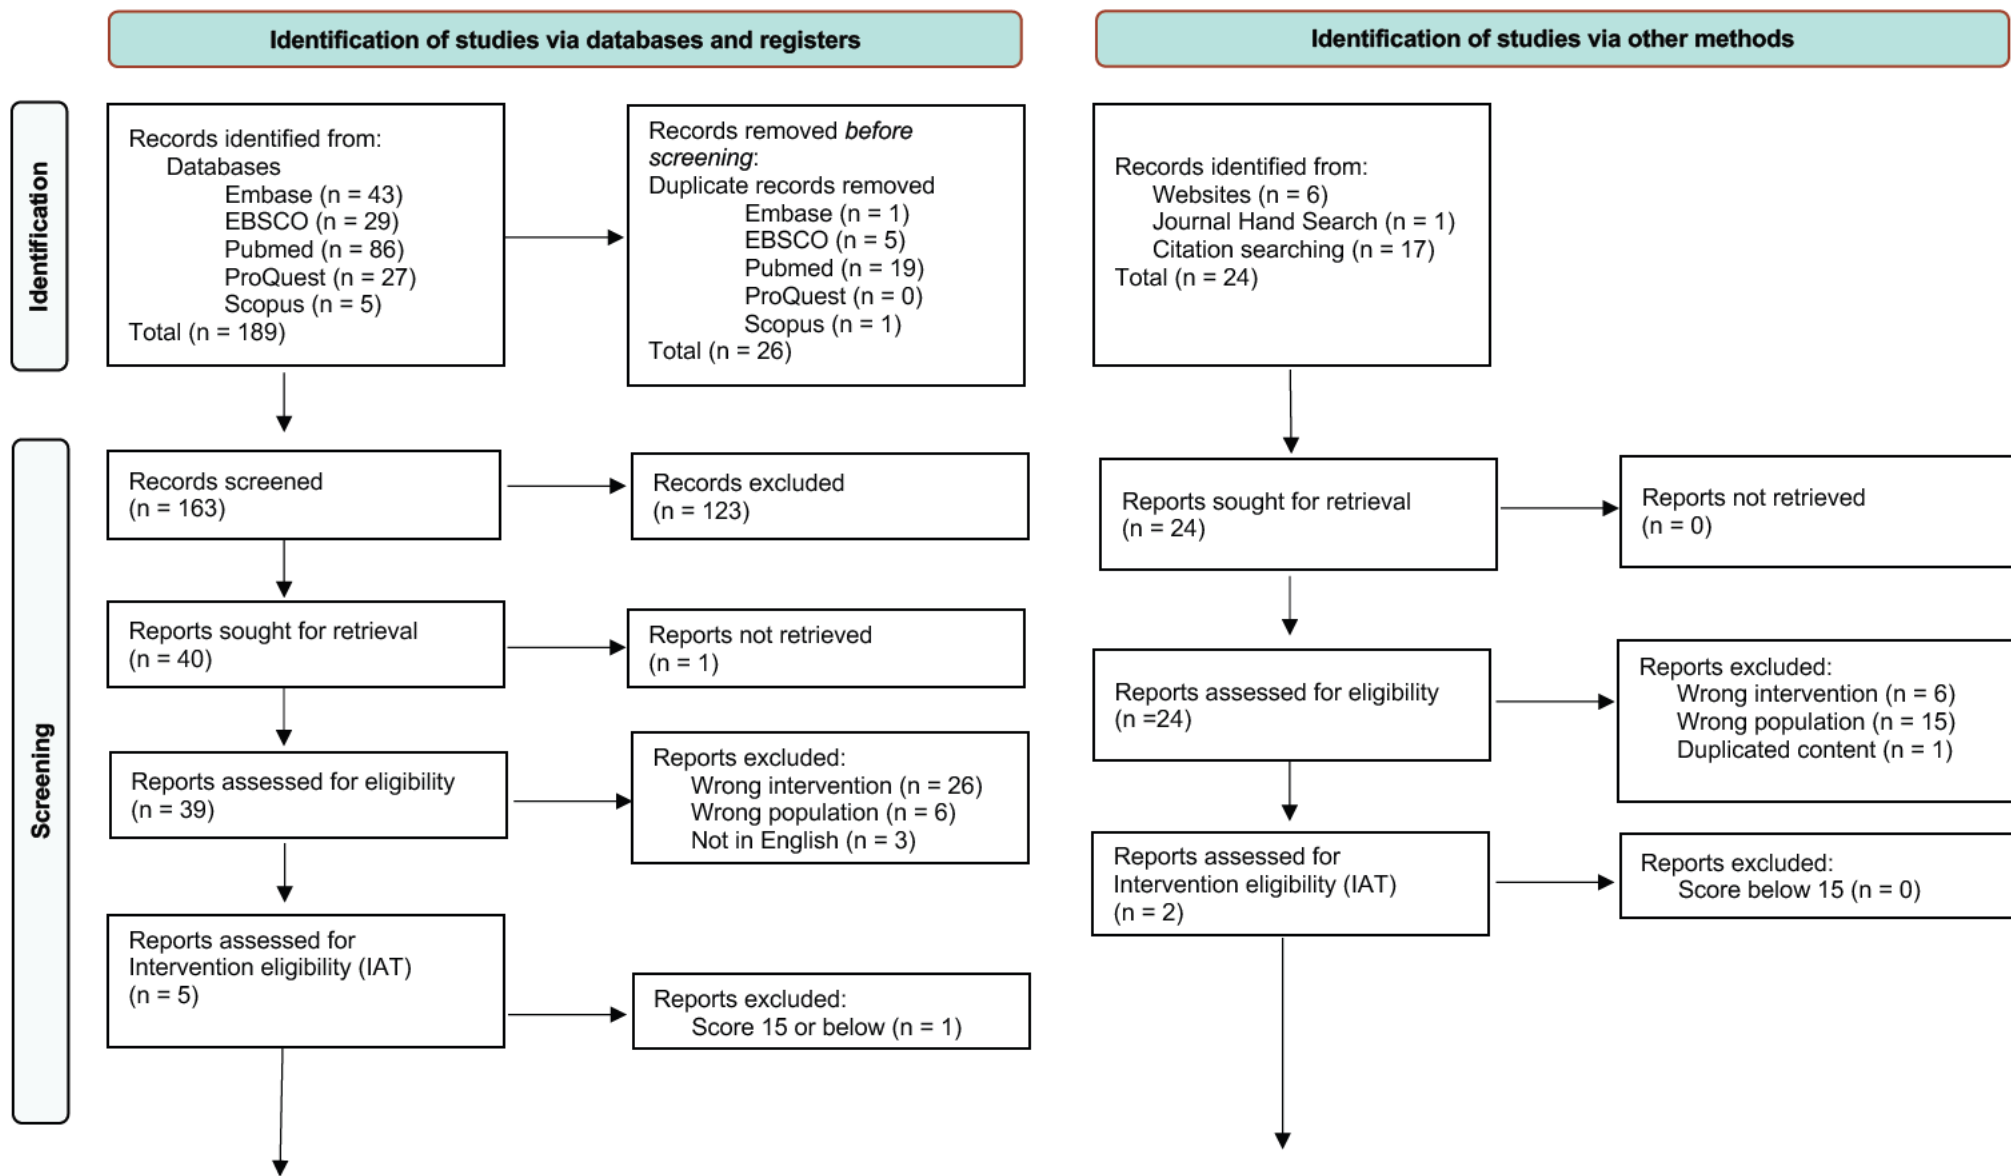 Identification of studies via databases and registers
Identification of studies via other methods
Identification
Records identified from:
Databases
Embase (n = 43)
EBSCO (n = 29)
Pubmed (n = 86)
ProQuest (n = 27)
Scopus (n = 5)
Total (n = 189)
Records removed before
screening:
Duplicate records removed
Embase (n = 1)
EBSCO (n = 5)
Pubmed (n = 19)
ProQuest (n = 0)
Scopus (n = 1)
Total (n = 26)
Records identified from:
Websites (n = 6)
Journal Hand Search (n = 1)
Citation searching (n = 17)
Total (n = 24)
Screening
Records screened
(n = 163)
Records excluded
(n = 123)
Reports sought for retrieval
(n = 24)
Reports not retrieved
(n = 0)
Reports sought for retrieval
(n = 40)
Reports not retrieved
(n = 1)
Reports assessed for eligibility
(n =24)
Reports excluded:
Wrong intervention (n = 6)
Wrong population (n = 15)
Duplicated content (n = 1)
Reports assessed for eligibility
(n = 39)
Reports excluded:
Wrong intervention (n = 26)
Wrong population (n = 6)
Not in English (n = 3)
Reports assessed for
Intervention eligibility (IAT)
(n = 2)
Reports excluded:
Score below 15 (n = 0)
Reports assessed for
Intervention eligibility (IAT)
(n = 5)
Reports excluded:
Score 15 or below (n = 1)